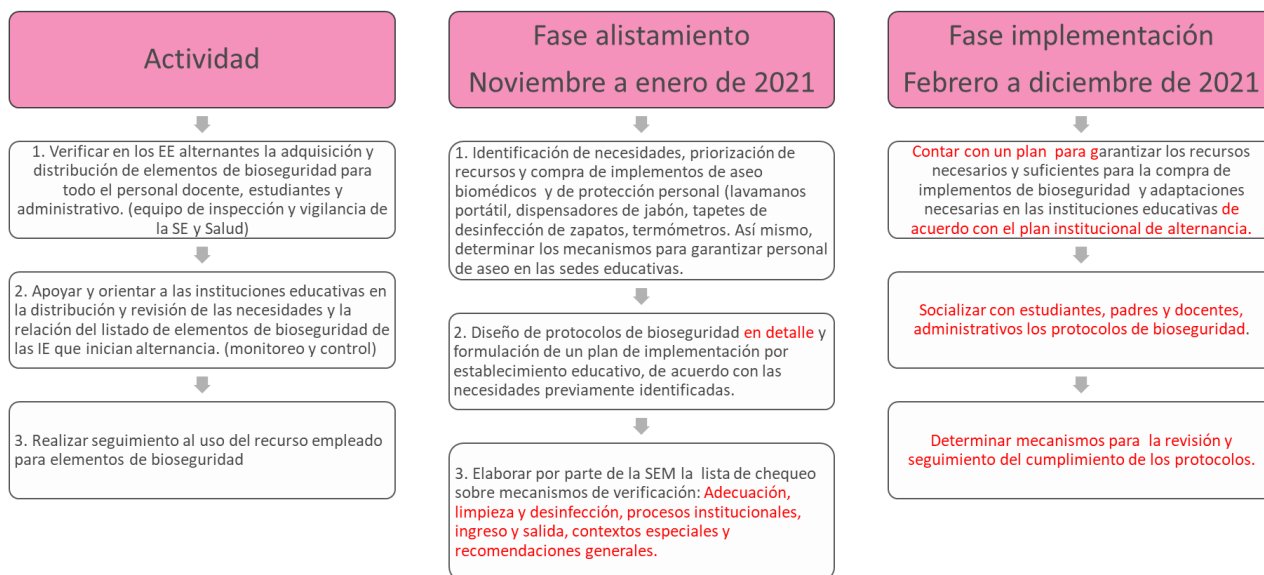 Actividad
1. Verificar en los EE alternantes la adquisición y
distribución de elementos de bioseguridad para
todo el personal docente, estudiantes y
administrativo. (equipo de inspección y vigilancia de
la SE y Salud)
2. Apoyar y orientar a las instituciones educativas en
la distribución y revisión de las necesidades y la
relación del listado de elementos de bioseguridad de
las IE que inician alternancia. (monitoreo y control)
3. Realizar seguimiento al uso del recurso empleado
para elementos de bioseguridad
Fase alistamiento
Noviembre a enero de 2021
1. Identificación de necesidades, priorización de
recursos y compra de implementos de aseo
biomédicos y de protección personal (lavamanos
portátil, dispensadores de jabón, tapetes de
desinfección de zapatos, termómetros. Así mismo,
determinar los mecanismos para garantizar personal
de aseo en las sedes educativas.
2. Diseño de protocolos de bioseguridad en detalle y
formulación de un plan de implementación por
establecimiento educativo, de acuerdo con las
necesidades previamente identificadas.
3. Elaborar por parte de la SEM la lista de chequeo
sobre mecanismos de verificación: Adecuación,
limpieza y desinfección, procesos institucionales,
ingreso y salida, contextos especiales y
recomendaciones generales.
Fase implementación
Febrero a diciembre de 2021
Contar con un plan para garantizar los recursos
necesarios y suficientes para la compra de
implementos de bioseguridad y adaptaciones
necesarias en las instituciones educativas de
acuerdo con el plan institucional de alternancia.
Socializar con estudiantes, padres y docentes,
administrativos los protocolos de bioseguridad.
Determinar mecanismos para la revisión y
seguimiento del cumplimiento de los protocolos.